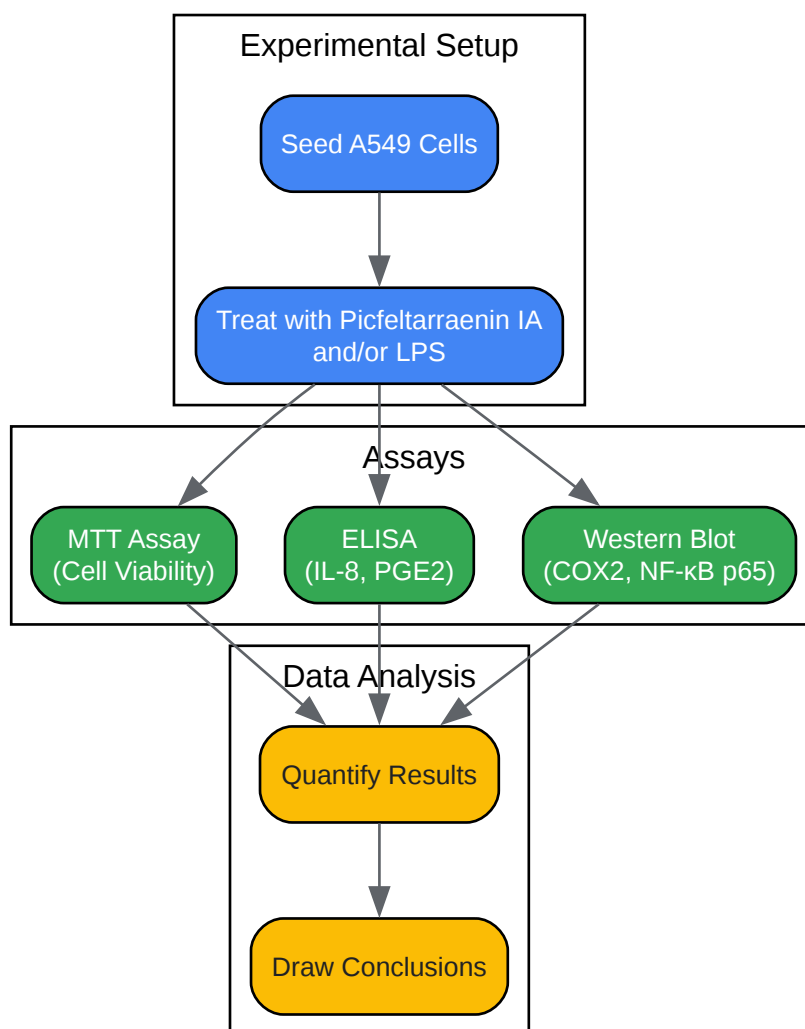 Experimental Setup
Seed A549 Cells
Treat with Picfeltarraenin IA
and/or LPS
Assays
MTT Assay
(Cell Viability)
ELISA
(IL-8, PGE2)
Western Blot
(COX2, NF-κB p65)
Data Analysis
Quantify Results
Draw Conclusions